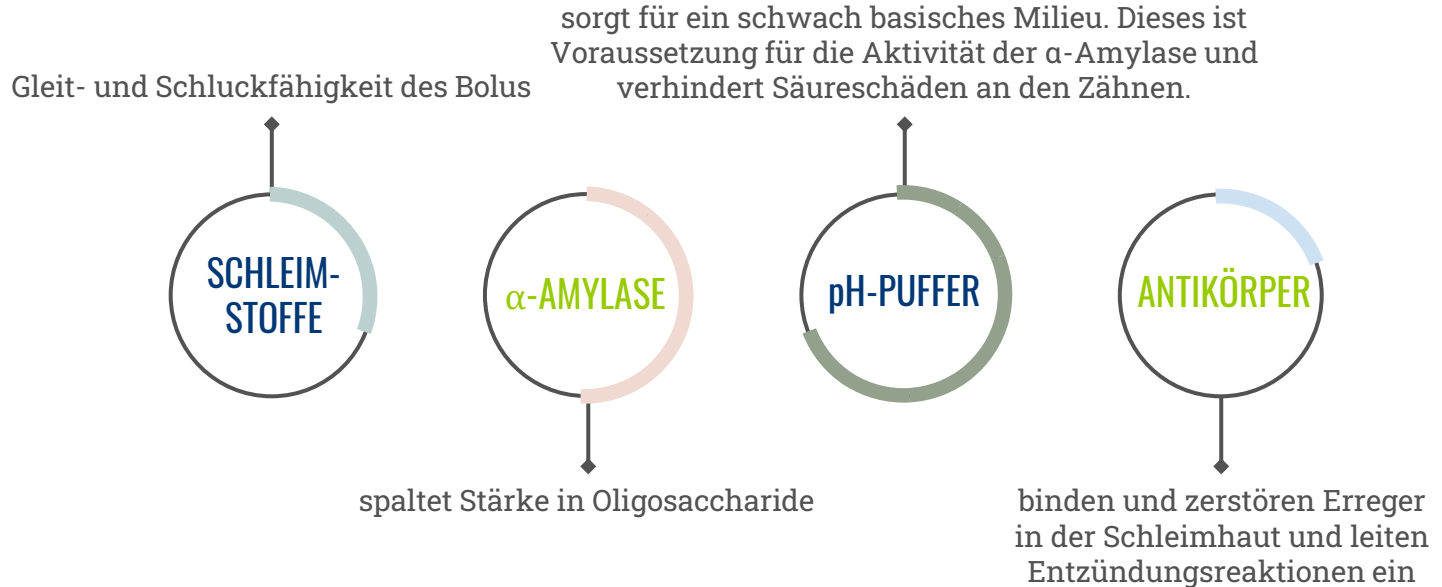 sorgt für ein schwach basisches Milieu. Dieses ist
Voraussetzung für die Aktivität der α-Amylase und
verhindert Säureschäden an den Zähnen.
Gleit- und Schluckfähigkeit des Bolus
SCHLEIM-
STOFFE
α-AMYLASE
pH-PUFFER
ANTIKÖRPER
spaltet Stärke in Oligosaccharide
binden und zerstören Erreger
in der Schleimhaut und leiten
Entzündungsreaktionen ein